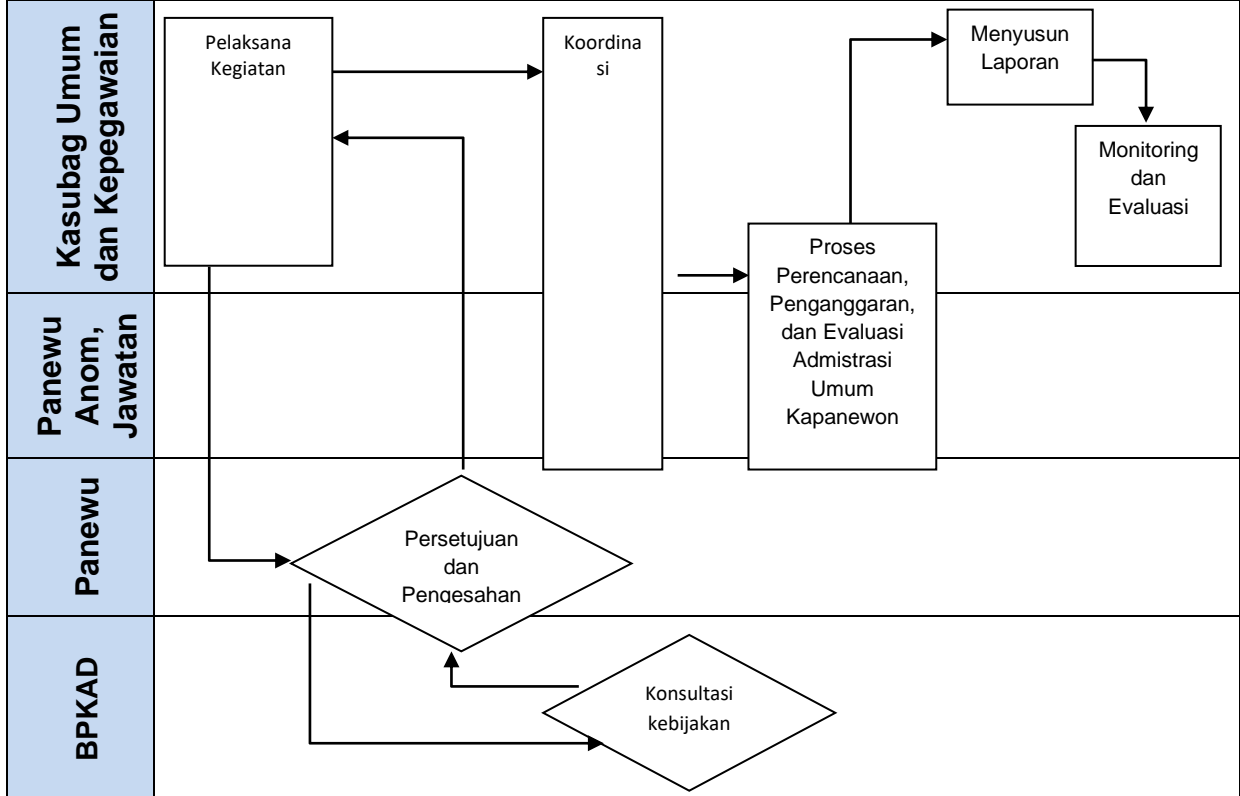 Kasubag Umum
dan Kepegawaian
Pelaksana
Kegiatan
Koordina
si
Menyusun
Laporan
Monitoring
dan
Evaluasi
Proses
Perencanaan,
Penganggaran,
dan Evaluasi
Admistrasi
Umum
Kapanewon
Panewu
Anom,
Jawatan
Panewu
Persetujuan
dan
Pengesahan
BPKAD
Konsultasi
kebijakan